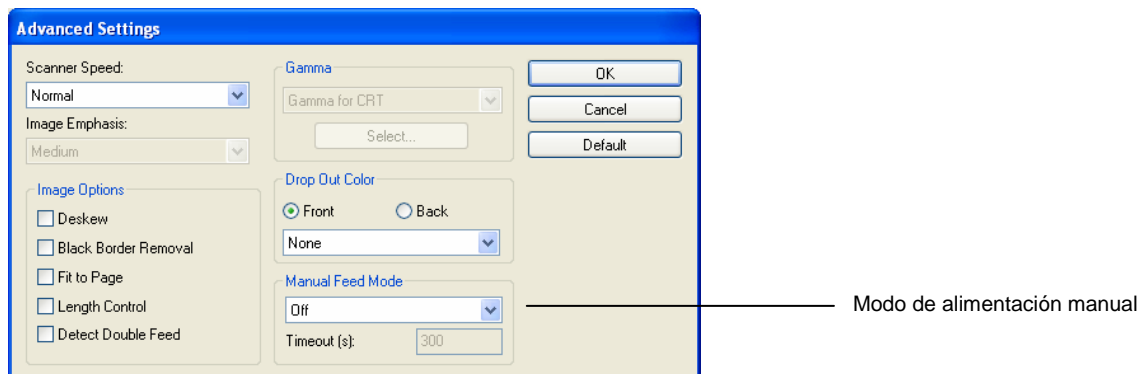 Advanced Settings
Scanner Speed:
Normal
Image Emphasis:
Medium
Image Options
Deskew
Black Border Removal
Fit to Page
Length Control
Detect Double Feed
Gamma
Gamma for CRT
Select...
Drop Out Color
Front Back
None
Manual Feed Mode
Off
Timeout (s): 300
OK
Cancel
Default
Modo de alimentación manual